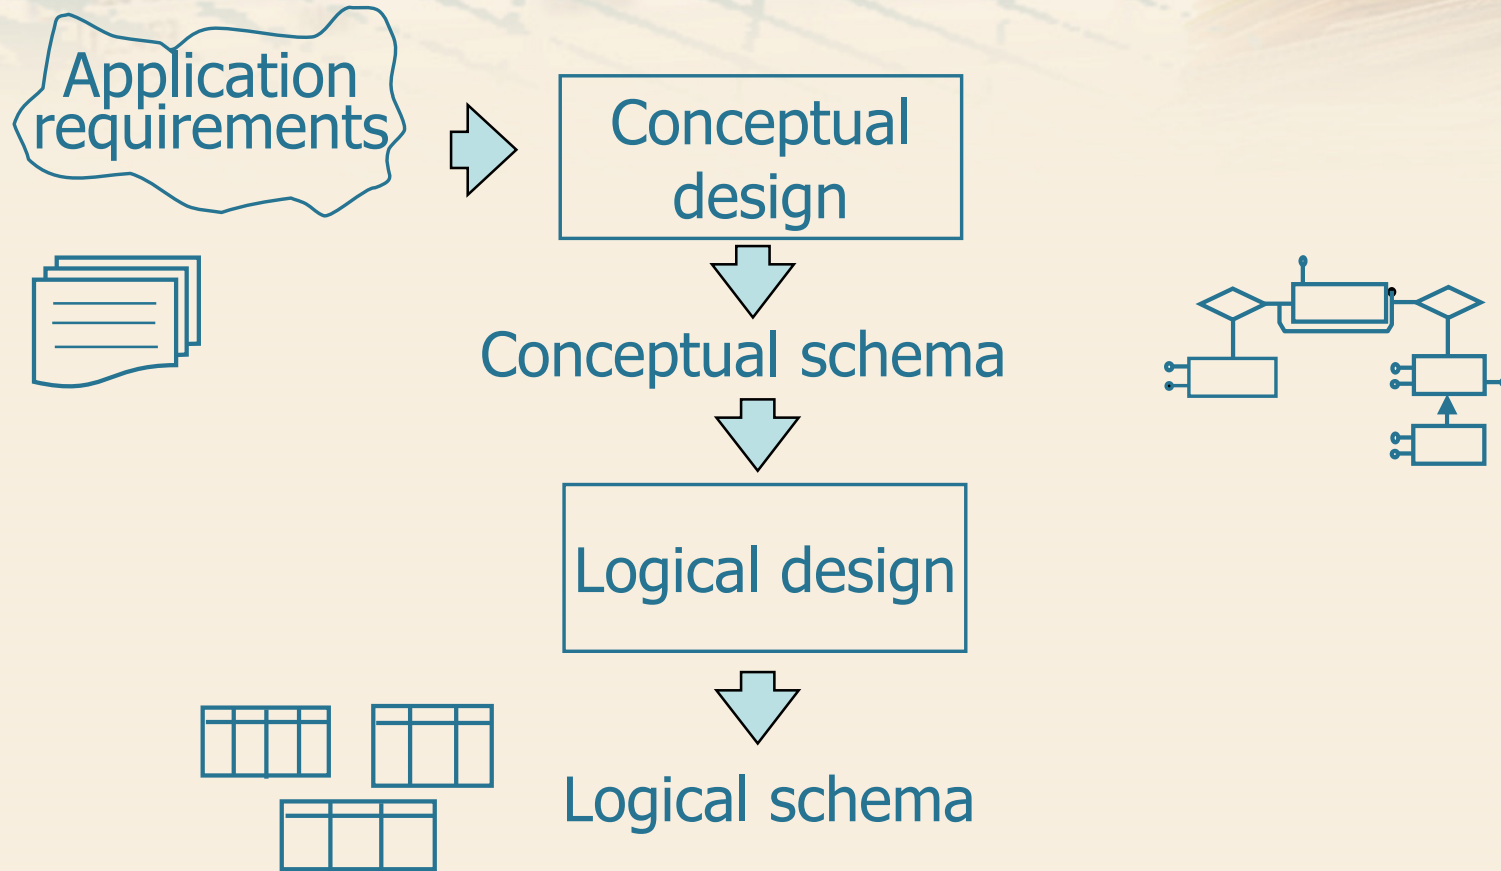 Application
requirements
Conceptual
design
Conceptual schema
Logical design
Logical schema